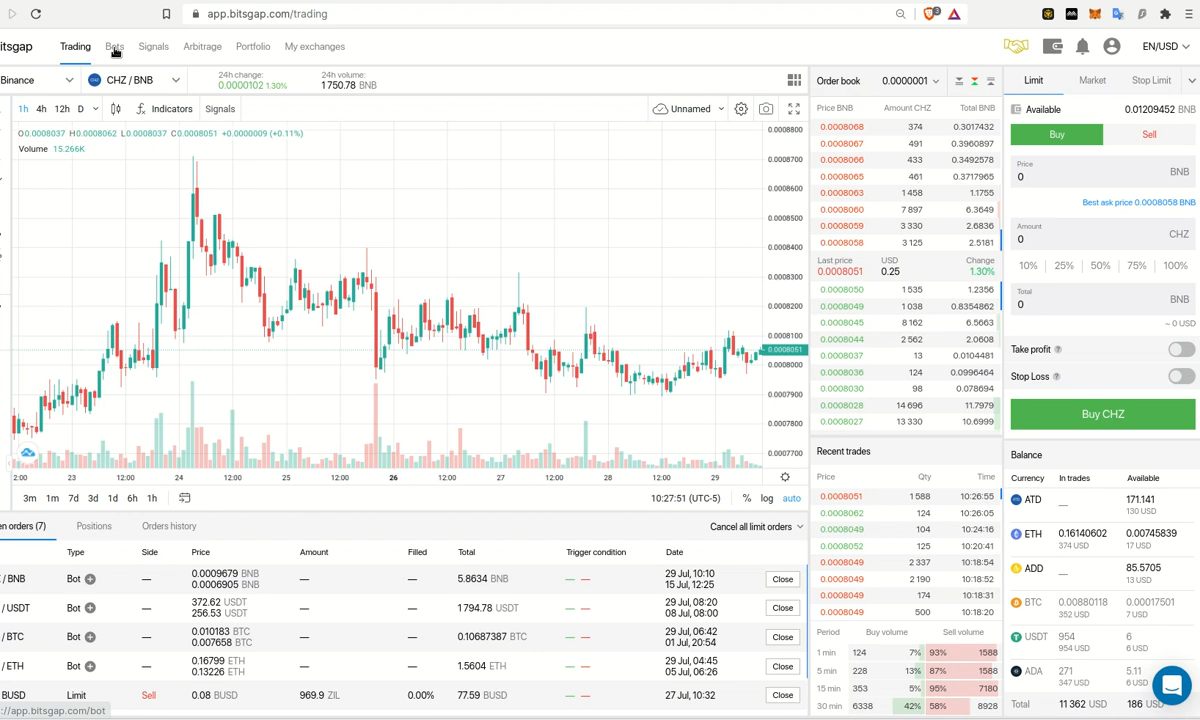 app.bitsgap.com/trading
itsgap Trading Bots Signals Arbitrage Portfolio My exchanges EN/USD
Binance CHZ / BNB 24h change: 0.0000102 1.30% 24h volume: 1 750.78 BNB
1h 4h 12h D Indicators Signals Unnamed
O0.0008037 H0.0008062 L0.0008037 C0.0008051 +0.0000009 (+0.11%)
Volume 15.266K
0.0008800
0.0008700
0.0008600
0.0008500
0.0008400
0.0008300
0.0008200
0.0008100
0.0008051
0.0008000
0.0007900
0.0007800
0.0007700
2:00 23 12:00 24 12:00 25 12:00 26 12:00 27 12:00 28 12:00 29
3m 1m 7d 3d 1d 6h 1h 10:27:51 (UTC-5) % log auto
Order book 0.0000001
Price BNB Amount CHZ Total BNB
0.0008068 374 0.3017432
0.0008067 491 0.3960897
0.0008066 433 0.3492578
0.0008065 461 0.3717965
0.0008063 1 458 1.1755
0.0008060 7 897 6.3649
0.0008059 3 330 2.6836
0.0008058 3 125 2.5181
Last price USD Change
0.0008051 0.25 1.30%
0.0008050 1 535 1.2356
0.0008049 1 038 0.8354862
0.0008045 8 162 6.5663
0.0008044 2 562 2.0608
0.0008037 13 0.0104481
0.0008036 124 0.0996464
0.0008030 98 0.078694
0.0008028 14 696 11.7979
0.0008027 13 330 10.6999
Recent trades
Price Qty Time
0.0008051 1 588 10:26:55
0.0008062 124 10:26:05
0.0008049 104 10:24:16
0.0008052 125 10:20:41
0.0008049 2 337 10:18:54
0.0008049 2 190 10:18:52
0.0008049 174 10:18:31
0.0008049 500 10:18:20
Period Buy volume Sell volume
1 min 124 7% 93% 1588
5 min 228 13% 87% 1588
15 min 353 5% 95% 7180
30 min 6338 42% 58% 8928
Limit Market Stop Limit
Available 0.01209452 BNB
Buy Sell
Price
0 BNB
Best ask price 0.0008058 BNB
Amount
0 CHZ
10% 25% 50% 75% 100%
Total
0 BNB
~ 0 USD
Take profit ?
Stop Loss ?
Buy CHZ
Balance
Currency In trades Available
ATD — 171.141
130 USD
ETH 0.16140602 0.00745839
374 USD 17 USD
ADD — 85.5705
13 USD
BTC 0.00880118 0.00017501
352 USD 7 USD
USDT 954 6
954 USD 6 USD
ADA 271 5.11
347 USD 6 USD
Total 11 362 USD 186 USD
en orders (7) Positions Orders history Cancel all limit orders
Type Side Price Amount Filled Total Trigger condition Date
/ BNB Bot — 0.0009679 BNB — — 5.8634 BNB — — 29 Jul, 10:10 Close
0.0006905 BNB 15 Jul, 12:25
/ USDT Bot — 372.62 USDT — — 1 794.78 USDT — — 29 Jul, 08:20 Close
256.53 USDT 08 Jul, 08:00
/ BTC Bot — 0.010183 BTC — — 0.10687387 BTC — — 29 Jul, 06:42 Close
0.007658 BTC 01 Jul, 20:54
/ ETH Bot — 0.16799 ETH — — 1.5604 ETH — — 29 Jul, 04:45 Close
0.13226 ETH 05 Jul, 06:26
BUSD Limit Sell 0.08 BUSD 969.9 ZIL 0.00% 77.59 BUSD — — 27 Jul, 10:32 Close
://app.bitsgap.com/bot